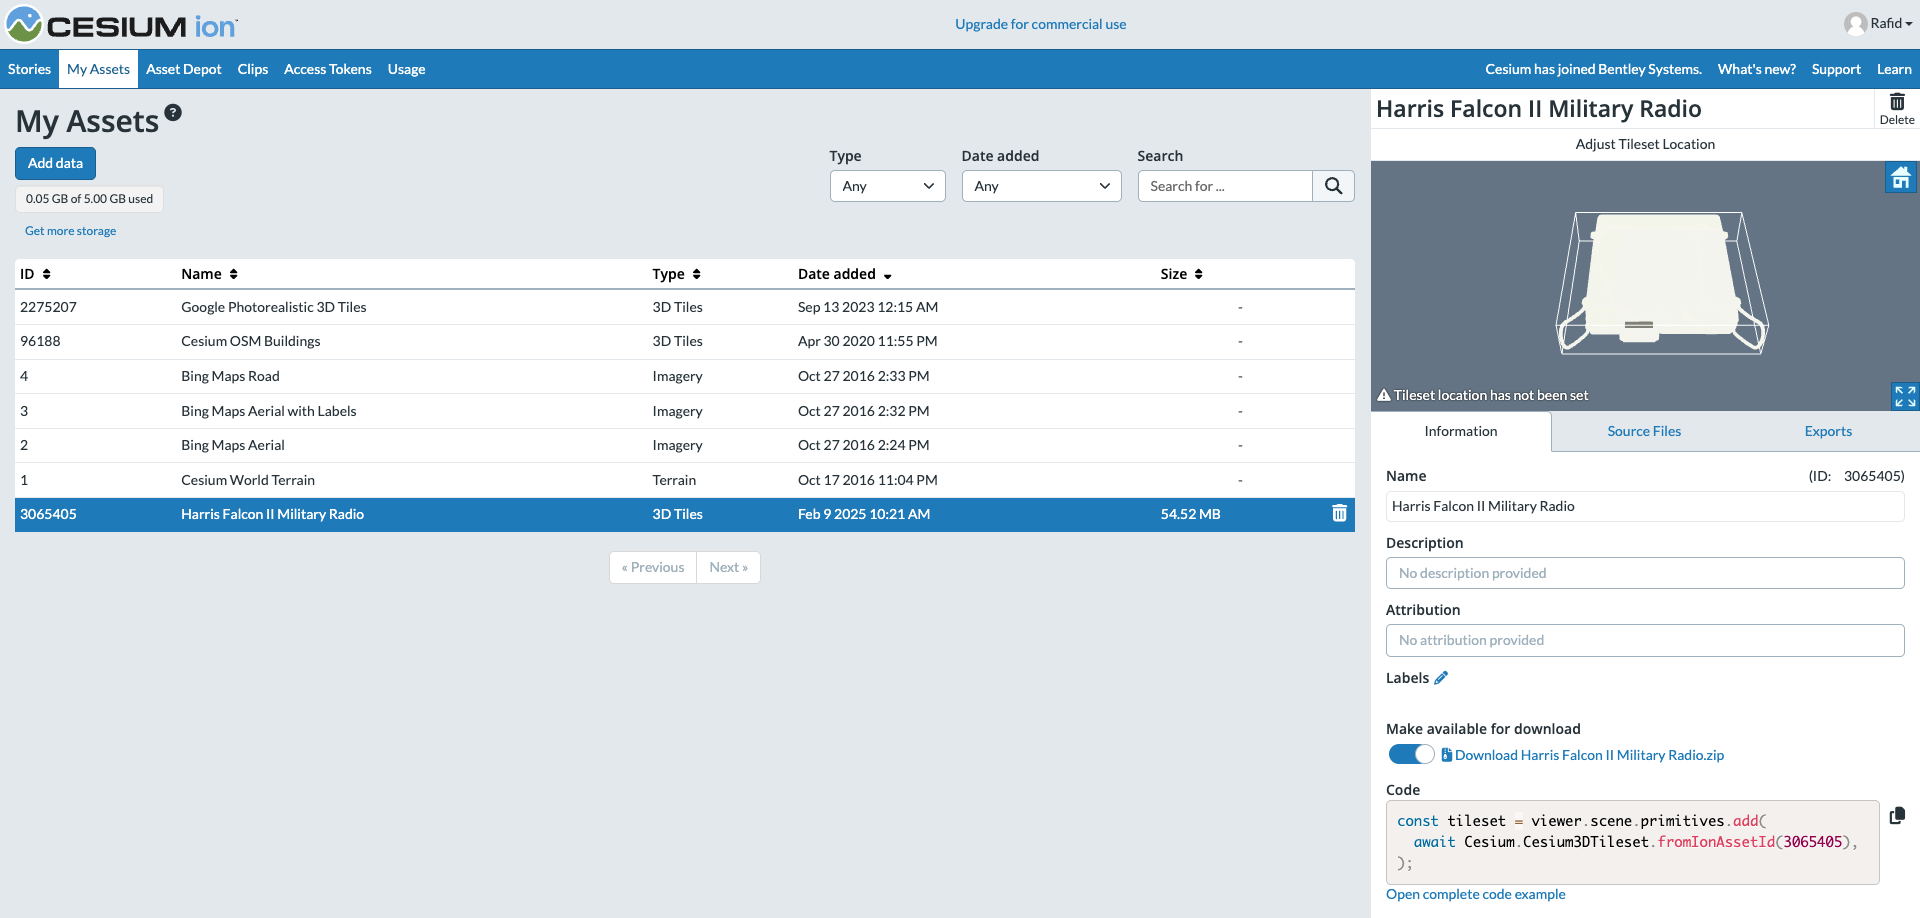 CESIUM ion
Upgrade for commercial use
Rafid
Stories My Assets Asset Depot Clips Access Tokens Usage
Cesium has joined Bentley Systems. What's new? Support Learn
My Assets ?
Add data
0.05 GB of 5.00 GB used
Get more storage
Type Date added Search
Any Any Search for ...
ID Name Type Date added Size
2275207 Google Photorealistic 3D Tiles 3D Tiles Sep 13 2023 12:15 AM -
96188 Cesium OSM Buildings 3D Tiles Apr 30 2020 11:55 PM -
4 Bing Maps Road Imagery Oct 27 2016 2:33 PM -
3 Bing Maps Aerial with Labels Imagery Oct 27 2016 2:32 PM -
2 Bing Maps Aerial Imagery Oct 27 2016 2:24 PM -
1 Cesium World Terrain Terrain Oct 17 2016 11:04 PM -
3065405 Harris Falcon II Military Radio 3D Tiles Feb 9 2025 10:21 AM 54.52 MB
« Previous Next »
Harris Falcon II Military Radio
Delete
Adjust Tileset Location
Tileset location has not been set
Information Source Files Exports
Name (ID: 3065405)
Harris Falcon II Military Radio
Description
No description provided
Attribution
No attribution provided
Labels
Make available for download
Download Harris Falcon II Military Radio.zip
Code
const tileset = viewer.scene.primitives.add(
await Cesium.Cesium3DTileset.fromIonAssetId(3065405),
);
Open complete code example